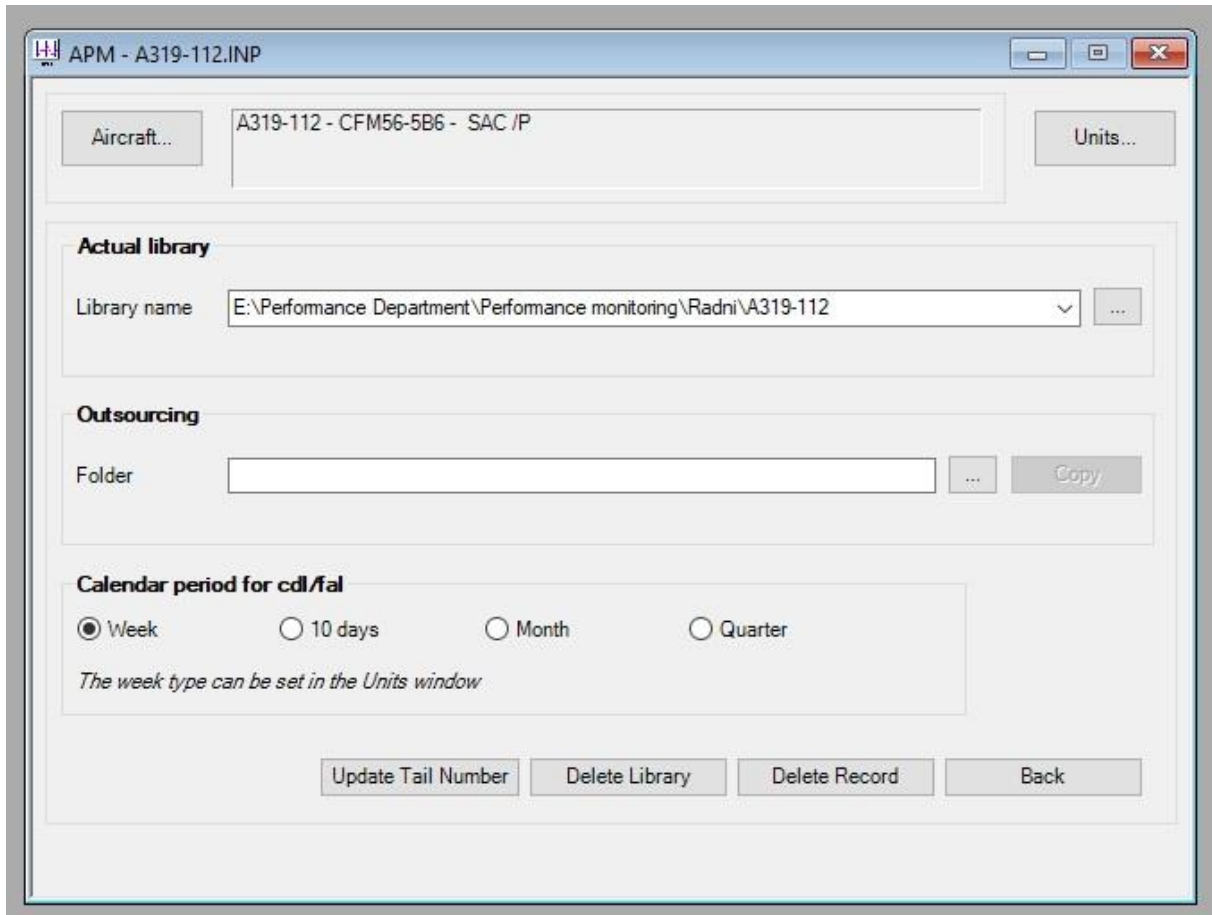 APM - A319-112.INP
Aircraft...
A319-112 - CFM56-5B6 -  SAC /P
Units...
Actual library
Library name
E:\Performance Department\Performance monitoring\Radni\A319-112
...
Outsourcing
Folder
...
Copy
Calendar period for cdl/fal
Week
10 days
Month
Quarter
The week type can be set in the Units window
Update Tail Number
Delete Library
Delete Record
Back